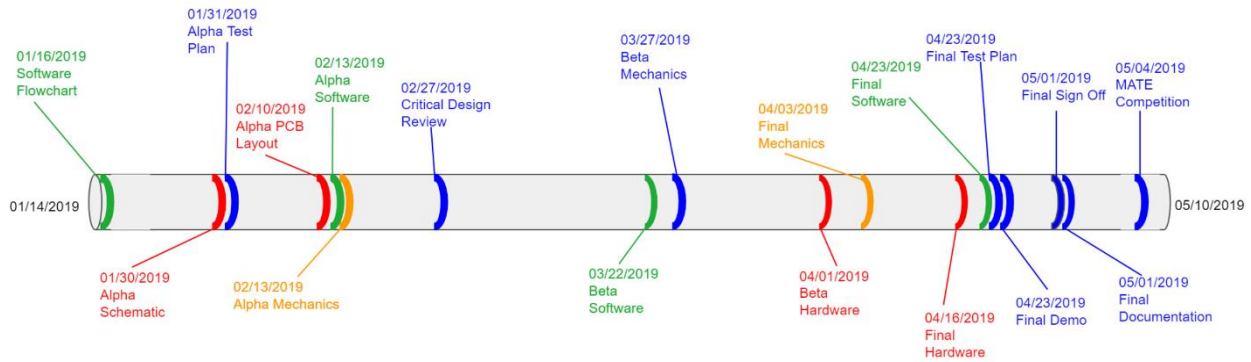 01/16/2019
Software
Flowchart
01/31/2019
Alpha Test
Plan
02/10/2019
Alpha PCB
Layout
02/13/2019
Alpha
Software
02/27/2019
Critical Design
Review
03/27/2019
Beta
Mechanics
04/03/2019
Final
Mechanics
04/23/2019
Final
Software
04/23/2019
Final Test Plan
05/01/2019
Final Sign Off
05/04/2019
MATE
Competition
01/14/2019
05/10/2019
01/30/2019
Alpha
Schematic
02/13/2019
Alpha Mechanics
03/22/2019
Beta
Software
04/01/2019
Beta
Hardware
04/16/2019
Final
Hardware
04/23/2019
Final Demo
05/01/2019
Final
Documentation